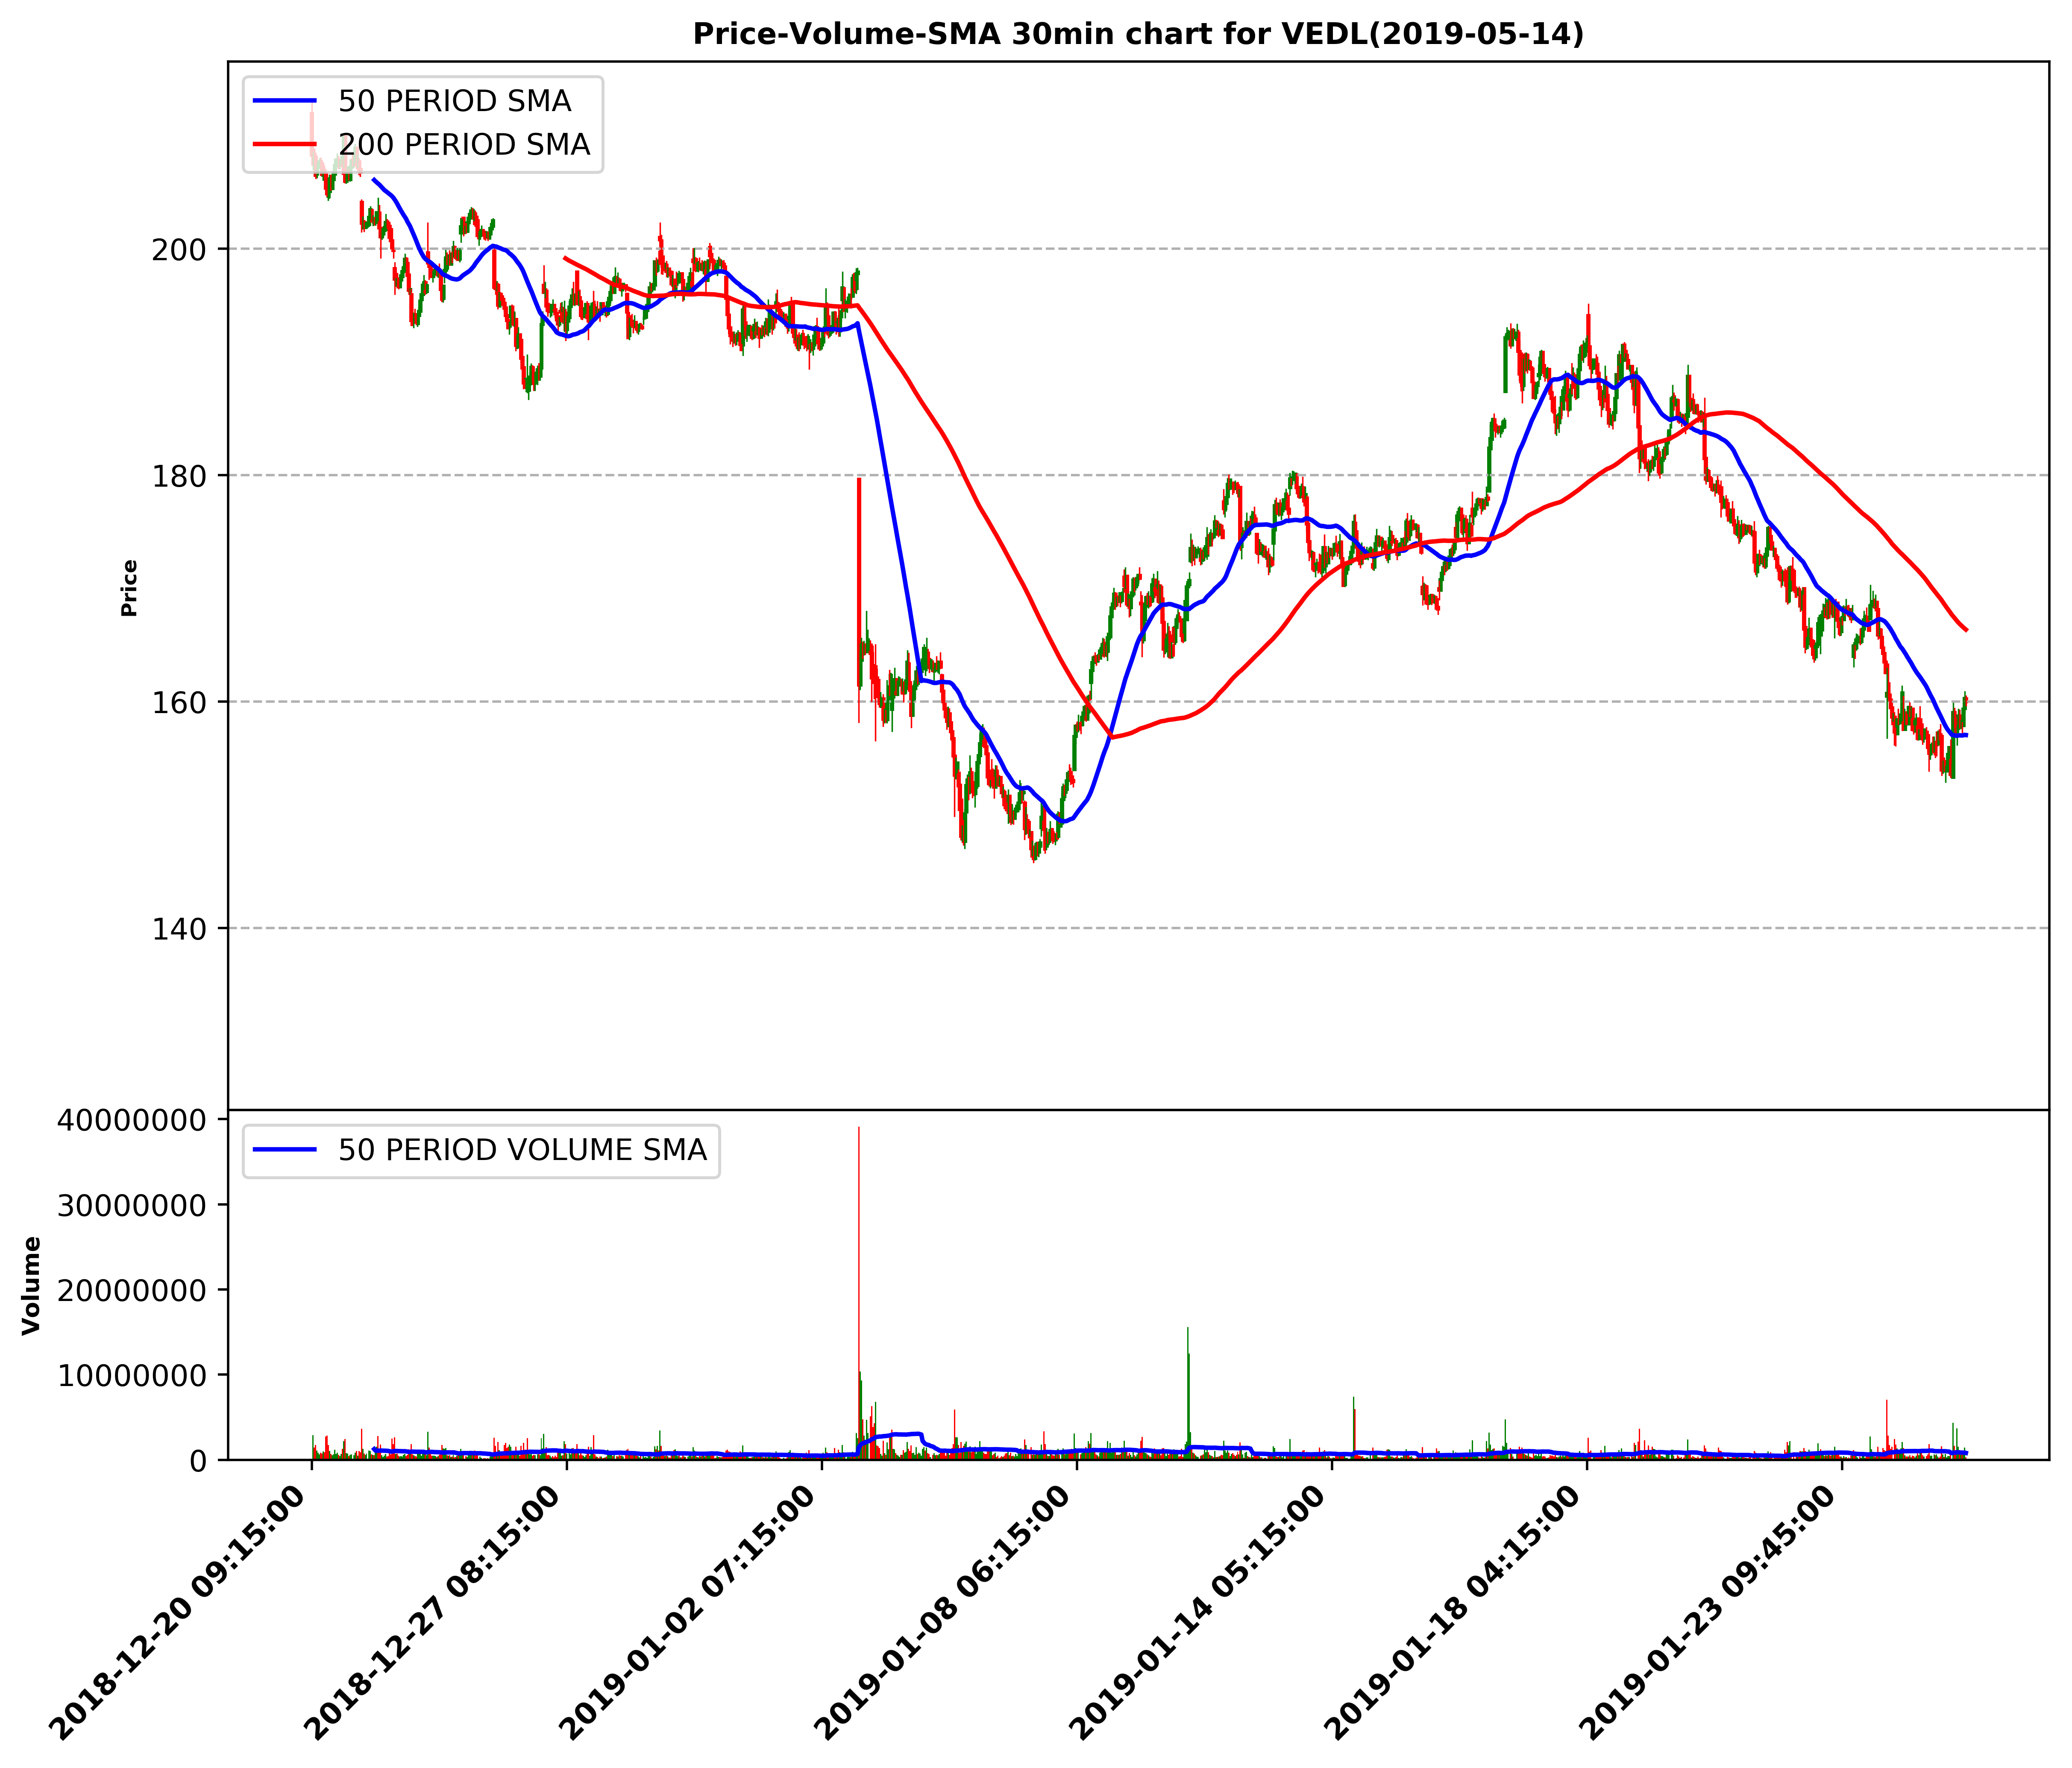 Price-Volume-SMA 30min chart for VEDL(2019-05-14)
50 PERIOD SMA
200 PERIOD SMA
200
180
160
140
Price
50 PERIOD VOLUME SMA
40000000
30000000
20000000
10000000
0
Volume
2018-12-20 09:15:00
2018-12-27 08:15:00
2019-01-02 07:15:00
2019-01-08 06:15:00
2019-01-14 05:15:00
2019-01-18 04:15:00
2019-01-23 09:45:00